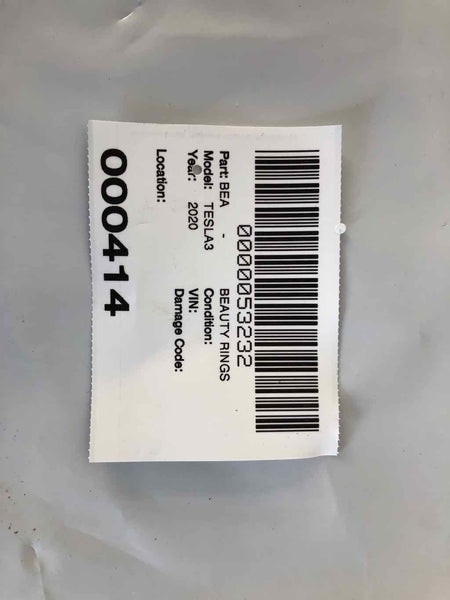 0000053232
Part: BEA - BEAUTY RINGS
Model: TESLA3 Condition:
Year: 2020 VIN:
Damage Code:
Location:
000414